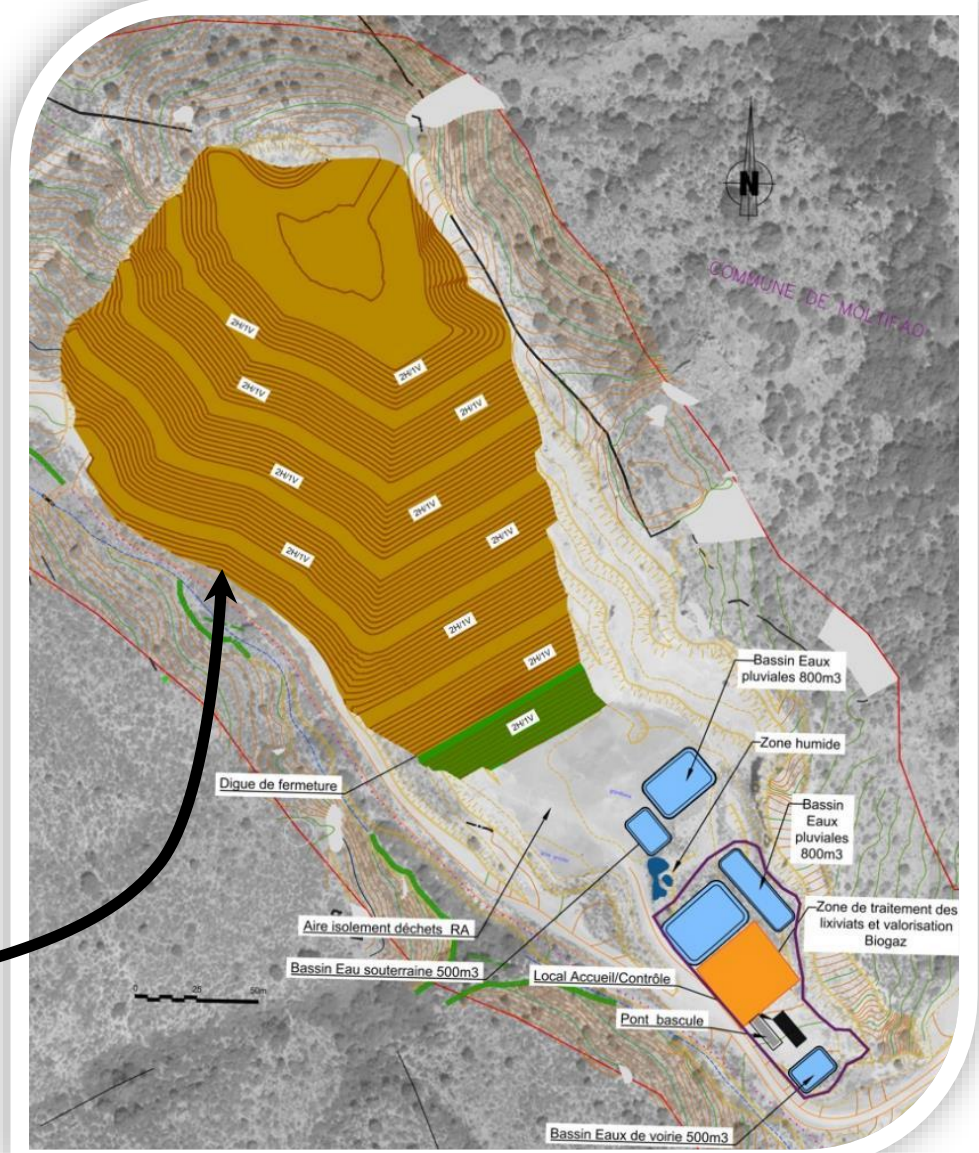 N
COMMUNE DE MOLTIFAO
2H/1V
2H/1V
2H/1V
2H/1V
2H/1V
2H/1V
2H/1V
2H/1V
2H/1V
2H/1V
2H/1V
Bassin Eaux
pluviales 800m3
Zone humide
Digue de fermeture
Bassin
Eaux
pluviales
800m3
Zone de traitement des
lixiviats et valorisation
Biogaz
Aire isolement déchets RA
Bassin Eau souterraine 500m3
Local Accueil/Contrôle
0 25 50m
Pont bascule
Bassin Eaux de voirie 500m3